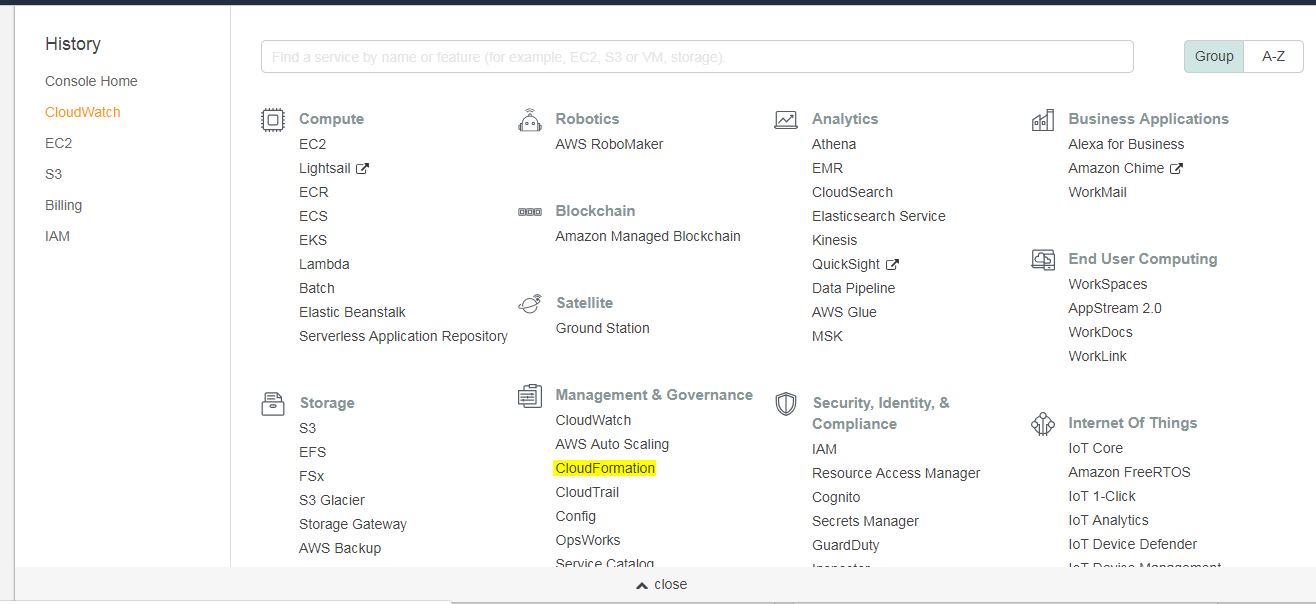 History
Console Home
CloudWatch
EC2
S3
Billing
IAM
Find a service by name or feature (for example, EC2, S3 or VM, storage).
Group
A-Z
Compute
EC2
Lightsail
ECR
ECS
EKS
Lambda
Batch
Elastic Beanstalk
Serverless Application Repository
Storage
S3
EFS
FSx
S3 Glacier
Storage Gateway
AWS Backup
Robotics
AWS RoboMaker
Blockchain
Amazon Managed Blockchain
Satellite
Ground Station
Management & Governance
CloudWatch
AWS Auto Scaling
CloudFormation
CloudTrail
Config
OpsWorks
Service Catalog
Analytics
Athena
EMR
CloudSearch
Elasticsearch Service
Kinesis
QuickSight
Data Pipeline
AWS Glue
MSK
Security, Identity, &
Compliance
IAM
Resource Access Manager
Cognito
Secrets Manager
GuardDuty
Inspector
Business Applications
Alexa for Business
Amazon Chime
WorkMail
End User Computing
WorkSpaces
AppStream 2.0
WorkDocs
WorkLink
Internet Of Things
IoT Core
Amazon FreeRTOS
IoT 1-Click
IoT Analytics
IoT Device Defender
IoT Device Management
close